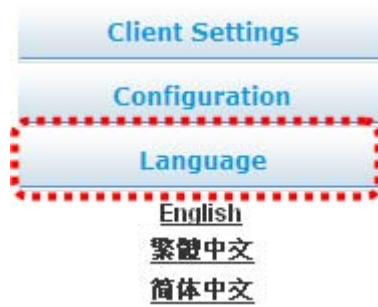 Client Settings
Configuration
Language
English
繁體中文
简体中文